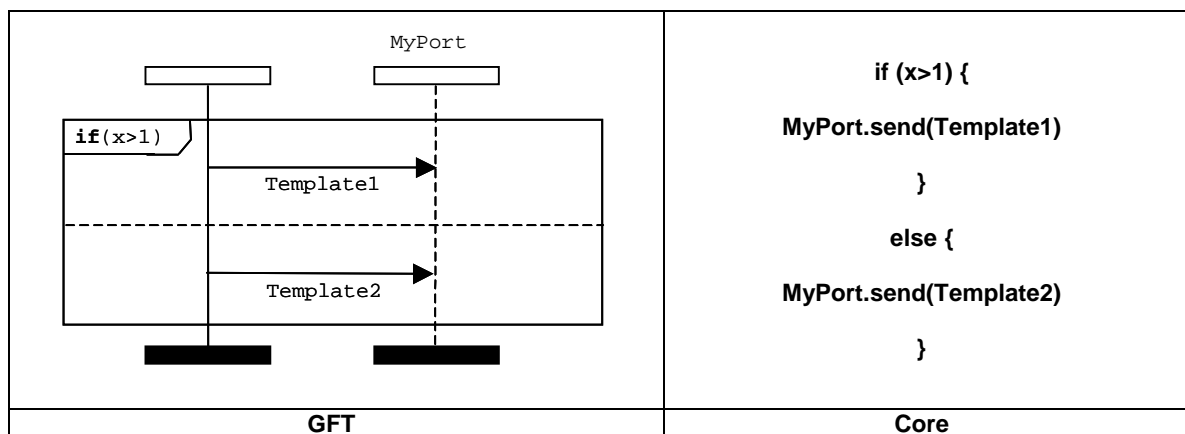 MyPort
if(x>1)
Template1
Template2
if (x>1) {
MyPort.send(Template1)
}
else {
MyPort.send(Template2)
}
GFT
Core